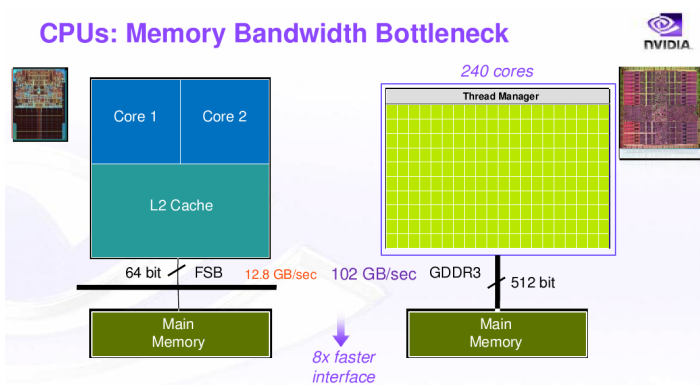 CPUs: Memory Bandwidth Bottleneck
NVIDIA.
240 cores
Core 1
Core 2
L2 Cache
Thread Manager
64 bit
FSB
12.8 GB/sec
102 GB/sec
GDDR3
512 bit
Main
Memory
Main
Memory
8x faster
interface